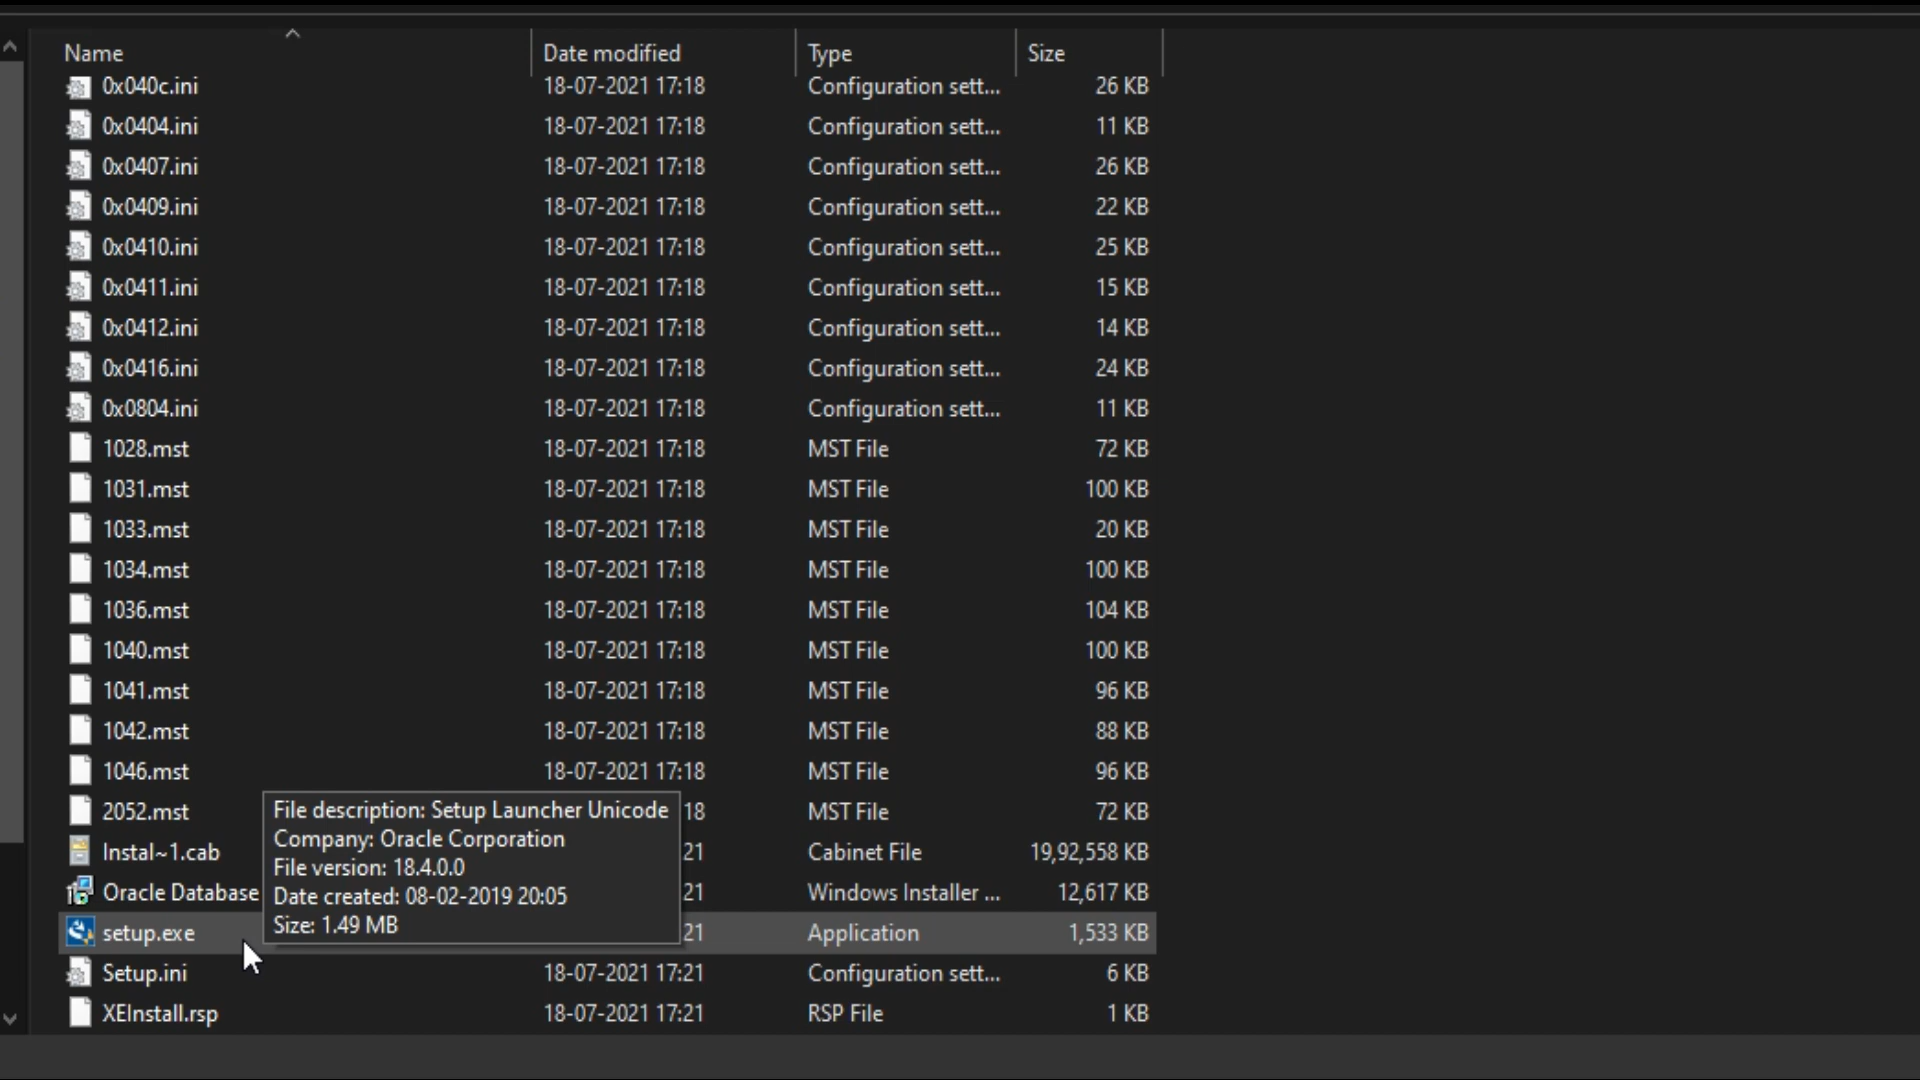 Name Date modified Type Size
0x040c.ini 18-07-2021 17:18 Configuration sett... 26 KB
0x0404.ini 18-07-2021 17:18 Configuration sett... 11 KB
0x0407.ini 18-07-2021 17:18 Configuration sett... 26 KB
0x0409.ini 18-07-2021 17:18 Configuration sett... 22 KB
0x0410.ini 18-07-2021 17:18 Configuration sett... 25 KB
0x0411.ini 18-07-2021 17:18 Configuration sett... 15 KB
0x0412.ini 18-07-2021 17:18 Configuration sett... 14 KB
0x0416.ini 18-07-2021 17:18 Configuration sett... 24 KB
0x0804.ini 18-07-2021 17:18 Configuration sett... 11 KB
1028.mst 18-07-2021 17:18 MST File 72 KB
1031.mst 18-07-2021 17:18 MST File 100 KB
1033.mst 18-07-2021 17:18 MST File 20 KB
1034.mst 18-07-2021 17:18 MST File 100 KB
1036.mst 18-07-2021 17:18 MST File 104 KB
1040.mst 18-07-2021 17:18 MST File 100 KB
1041.mst 18-07-2021 17:18 MST File 96 KB
1042.mst 18-07-2021 17:18 MST File 88 KB
1046.mst 18-07-2021 17:18 MST File 96 KB
2052.mst 18 MST File 72 KB
Instal~1.cab 21 Cabinet File 19,92,558 KB
Oracle Database 21 Windows Installer ... 12,617 KB
setup.exe 21 Application 1,533 KB
Setup.ini 18-07-2021 17:21 Configuration sett... 6 KB
XEInstall.rsp 18-07-2021 17:21 RSP File 1 KB
File description: Setup Launcher Unicode
Company: Oracle Corporation
File version: 18.4.0.0
Date created: 08-02-2019 20:05
Size: 1.49 MB